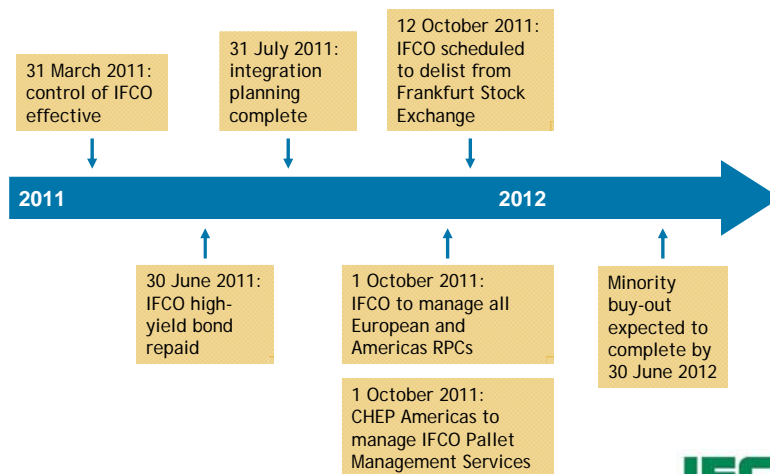 31 March 2011:
control of IFCO
effective
31 July 2011:
integration
planning
complete
12 October 2011:
IFCO scheduled
to delist from
Frankfurt Stock
Exchange
2011
2012
30 June 2011:
IFCO high-
yield bond
repaid
1 October 2011:
IFCO to manage all
European and
Americas RPCs
1 October 2011:
CHEP Americas to
manage IFCO Pallet
Management Services
Minority
buy-out
expected to
complete by
30 June 2012